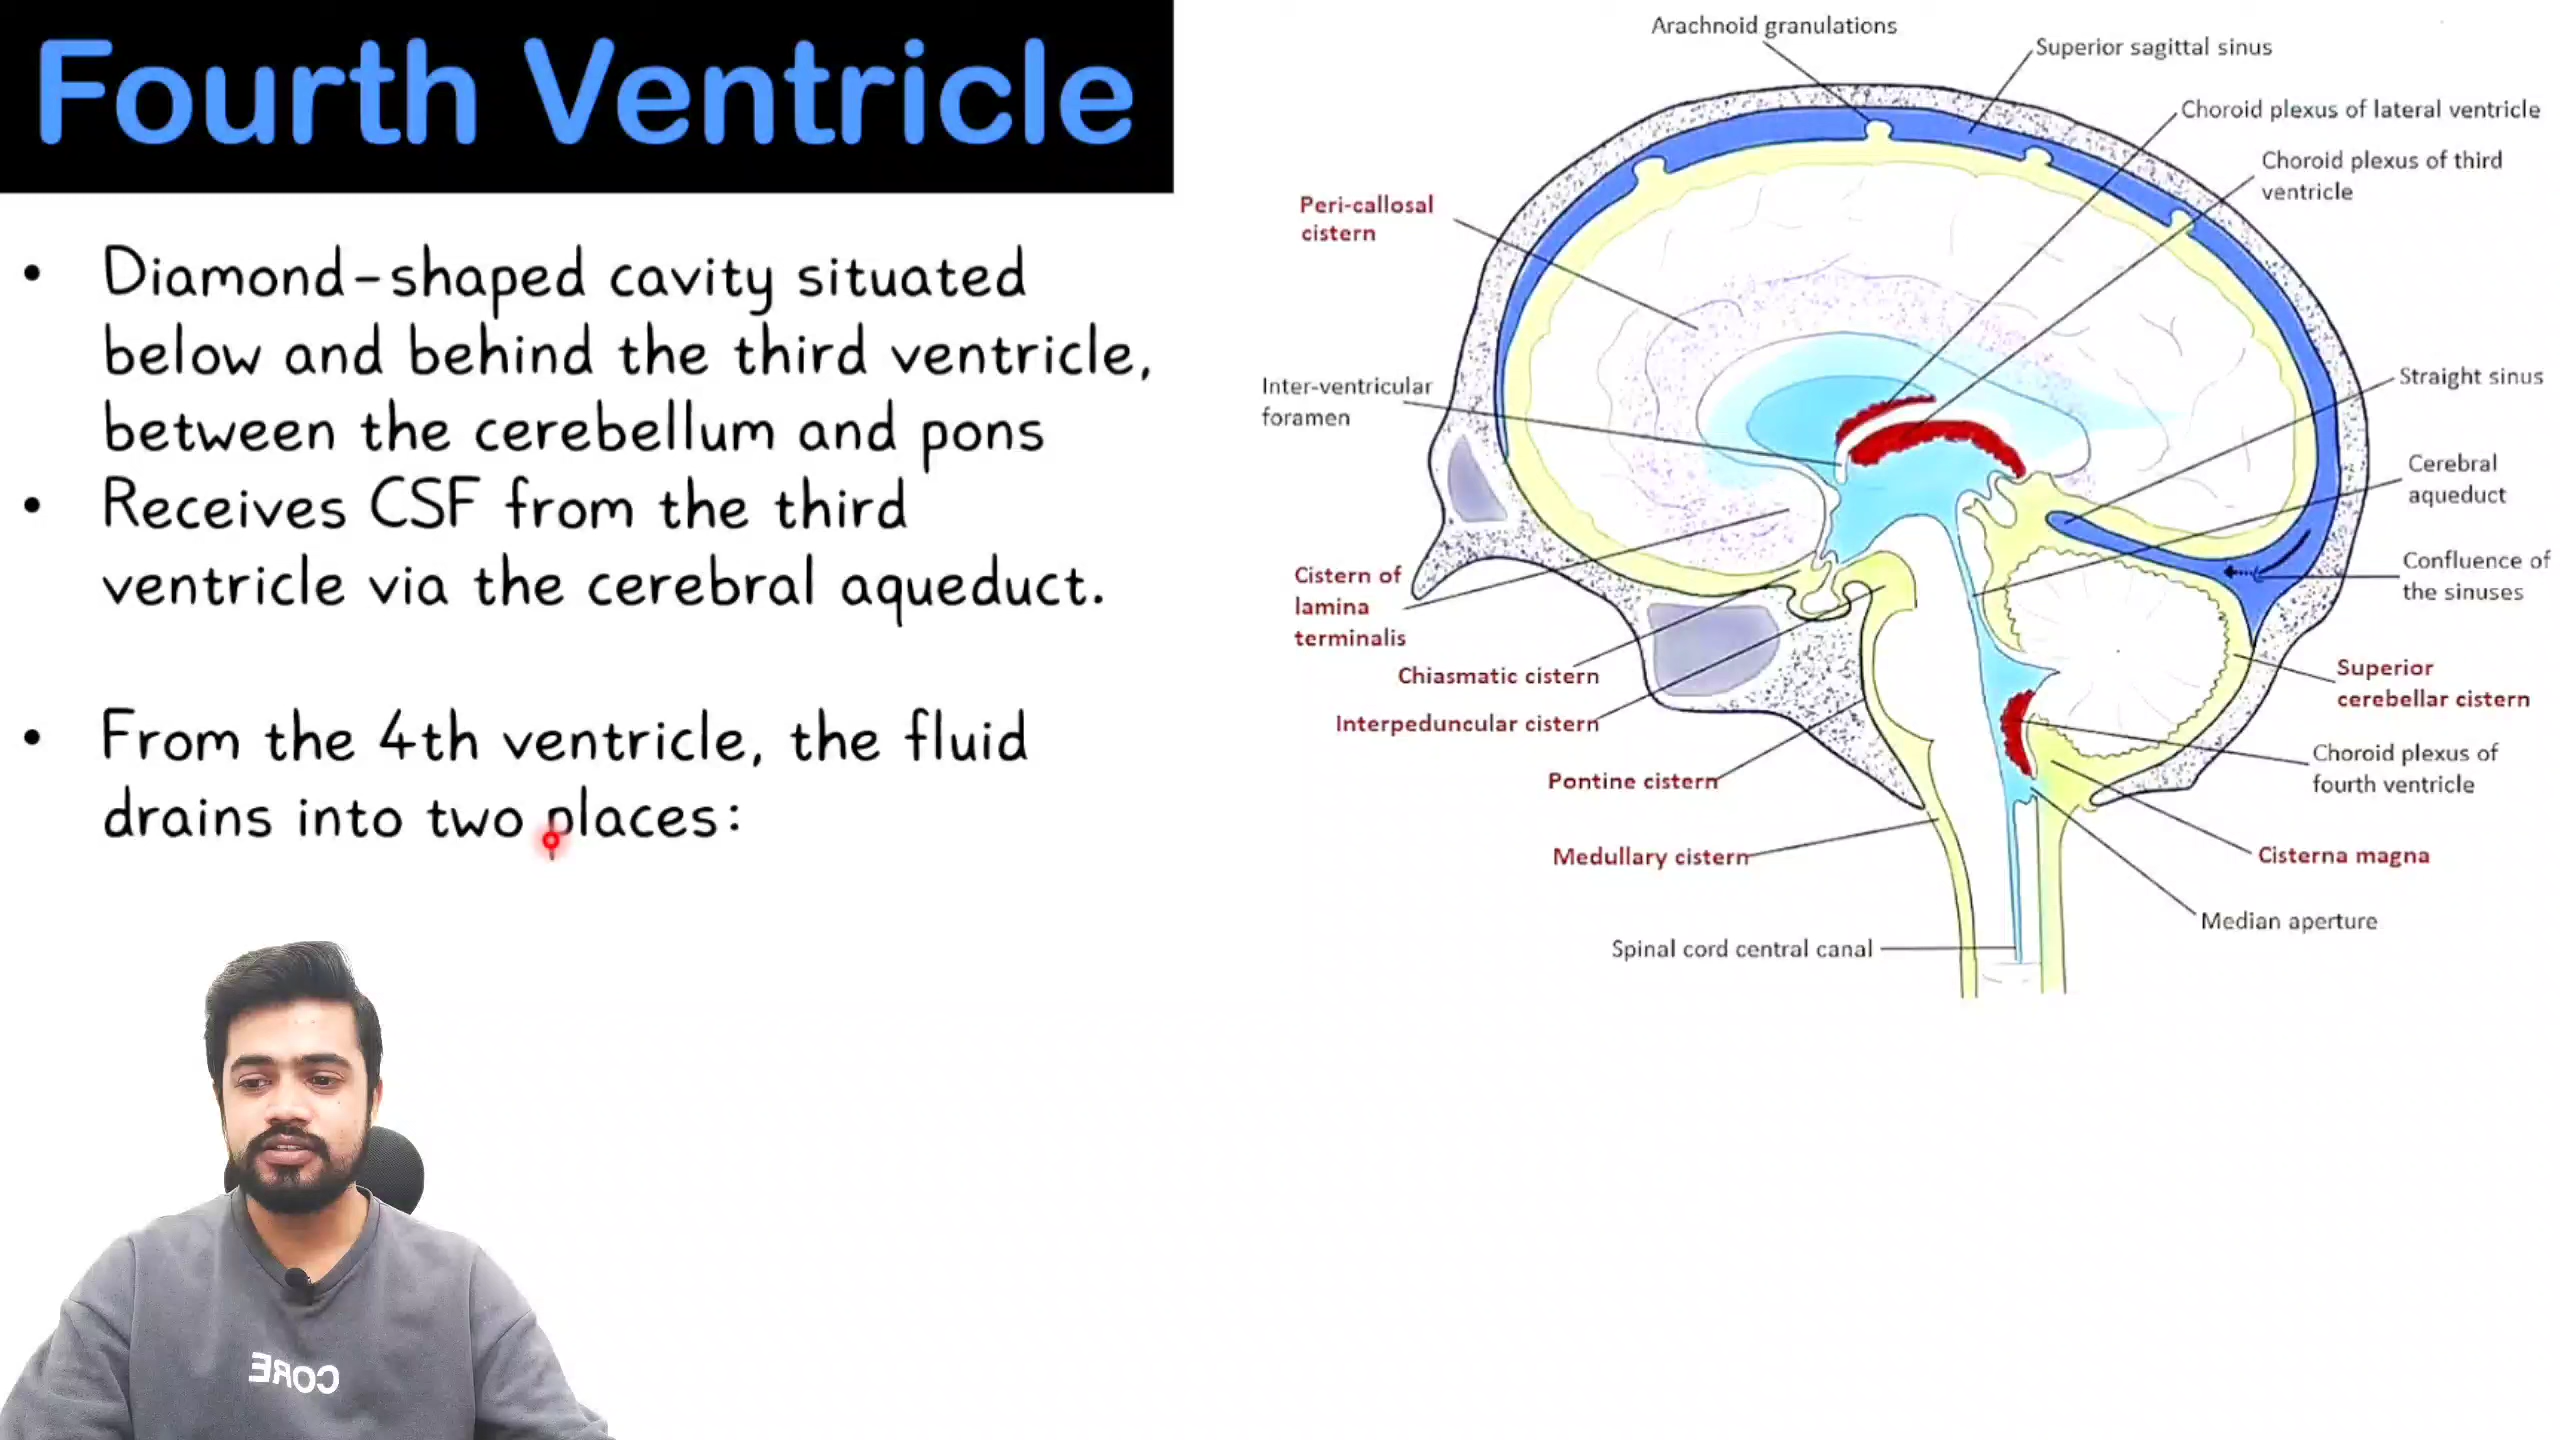 Fourth Ventricle
• Diamond-shaped cavity situated
below and behind the third ventricle,
between the cerebellum and pons
• Receives CSF from the third
ventricle via the cerebral aqueduct.
• From the 4th ventricle, the fluid
drains into two places:
Arachnoid granulations
Superior sagittal sinus
Choroid plexus of lateral ventricle
Choroid plexus of third
ventricle
Peri-callosal
cistern
Inter-ventricular
foramen
Straight sinus
Cerebral
aqueduct
Confluence of
the sinuses
Cistern of
lamina
terminalis
Chiasmatic cistern
Interpeduncular cistern
Superior
cerebellar cistern
Pontine cistern
Choroid plexus of
fourth ventricle
Medullary cistern
Cisterna magna
Median aperture
Spinal cord central canal
CORE